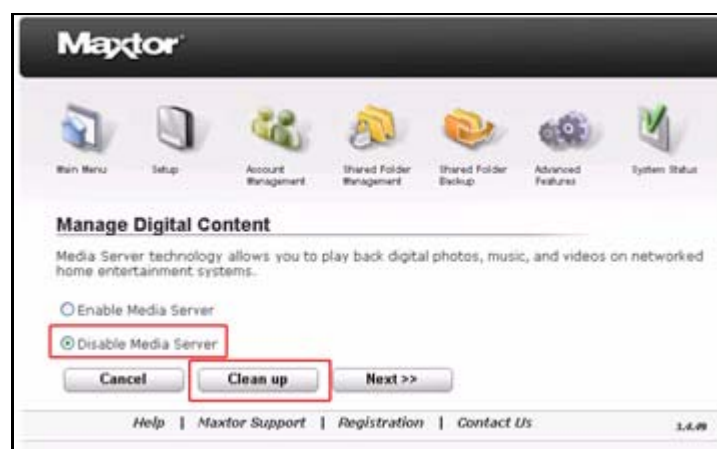 Maxtor
Main Menu
Setup
Account Management
Shared Folder Management
Shared Folder Backup
Advanced Features
System Status
Manage Digital Content
Media Server technology allows you to play back digital photos, music, and videos on networked
home entertainment systems.
Enable Media Server
Disable Media Server
Cancel
Clean up
Next >>
Help | Maxtor Support | Registration | Contact Us